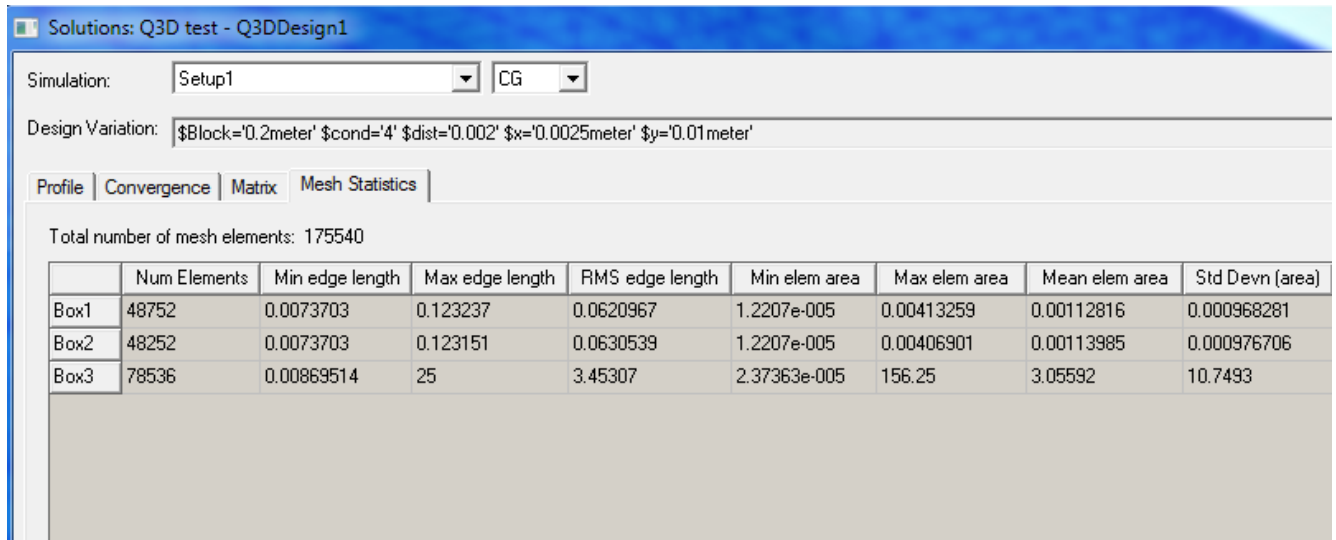 Solutions: Q3D test - Q3DDesign1
Simulation: Setup1 CG
Design Variation: $Block='0.2meter' $cond='4' $dist='0.002' $x='0.0025meter' $y='0.01meter'
Profile Convergence Matrix Mesh Statistics
Total number of mesh elements: 175540
Num Elements Min edge length Max edge length RMS edge length Min elem area Max elem area Mean elem area Std Devn (area)
Box1 48752 0.0073703 0.123237 0.0620967 1.2207e-005 0.00413259 0.00112816 0.000968281
Box2 48252 0.0073703 0.123151 0.0630539 1.2207e-005 0.00406901 0.00113985 0.000976706
Box3 78536 0.00869514 25 3.45307 2.37363e-005 156.25 3.05592 10.7493